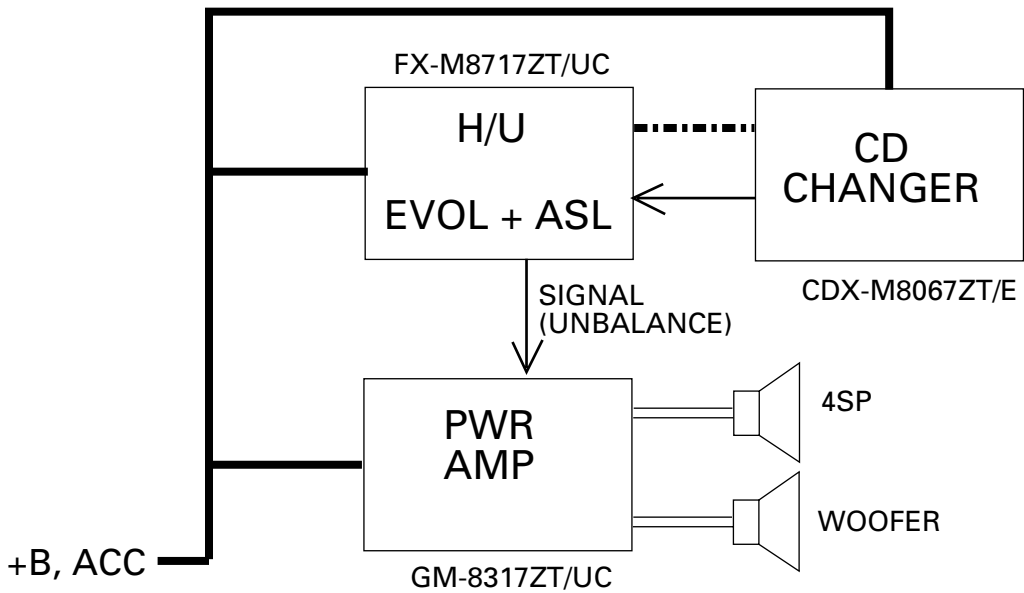 FX-M8717ZT/UC
H/U
EVOL + ASL
CD
CHANGER
CDX-M8067ZT/E
SIGNAL
(UNBALANCE)
PWR
AMP
4SP
WOOFER
+B, ACC
GM-8317ZT/UC